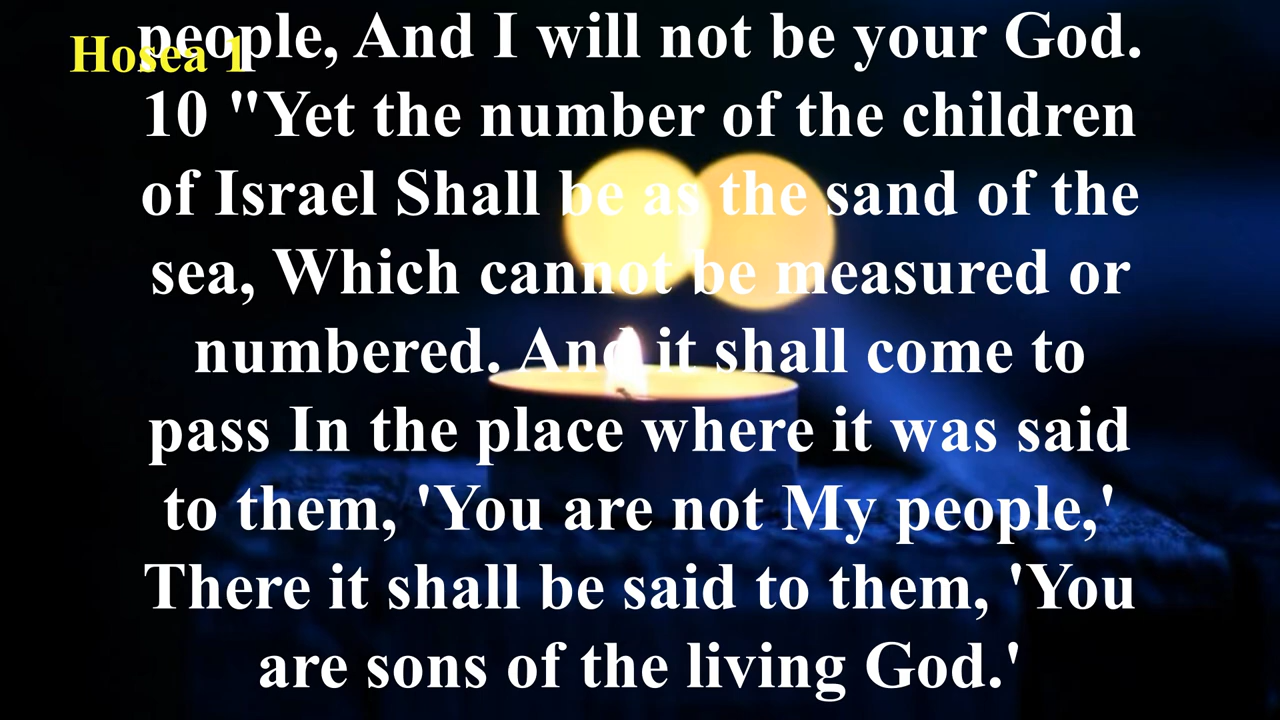 Hosea 1
people, And I will not be your God.
10 "Yet the number of the children
of Israel Shall be as the sand of the
sea, Which cannot be measured or
numbered. And it shall come to
pass In the place where it was said
to them, 'You are not My people,'
There it shall be said to them, 'You
are sons of the living God.'